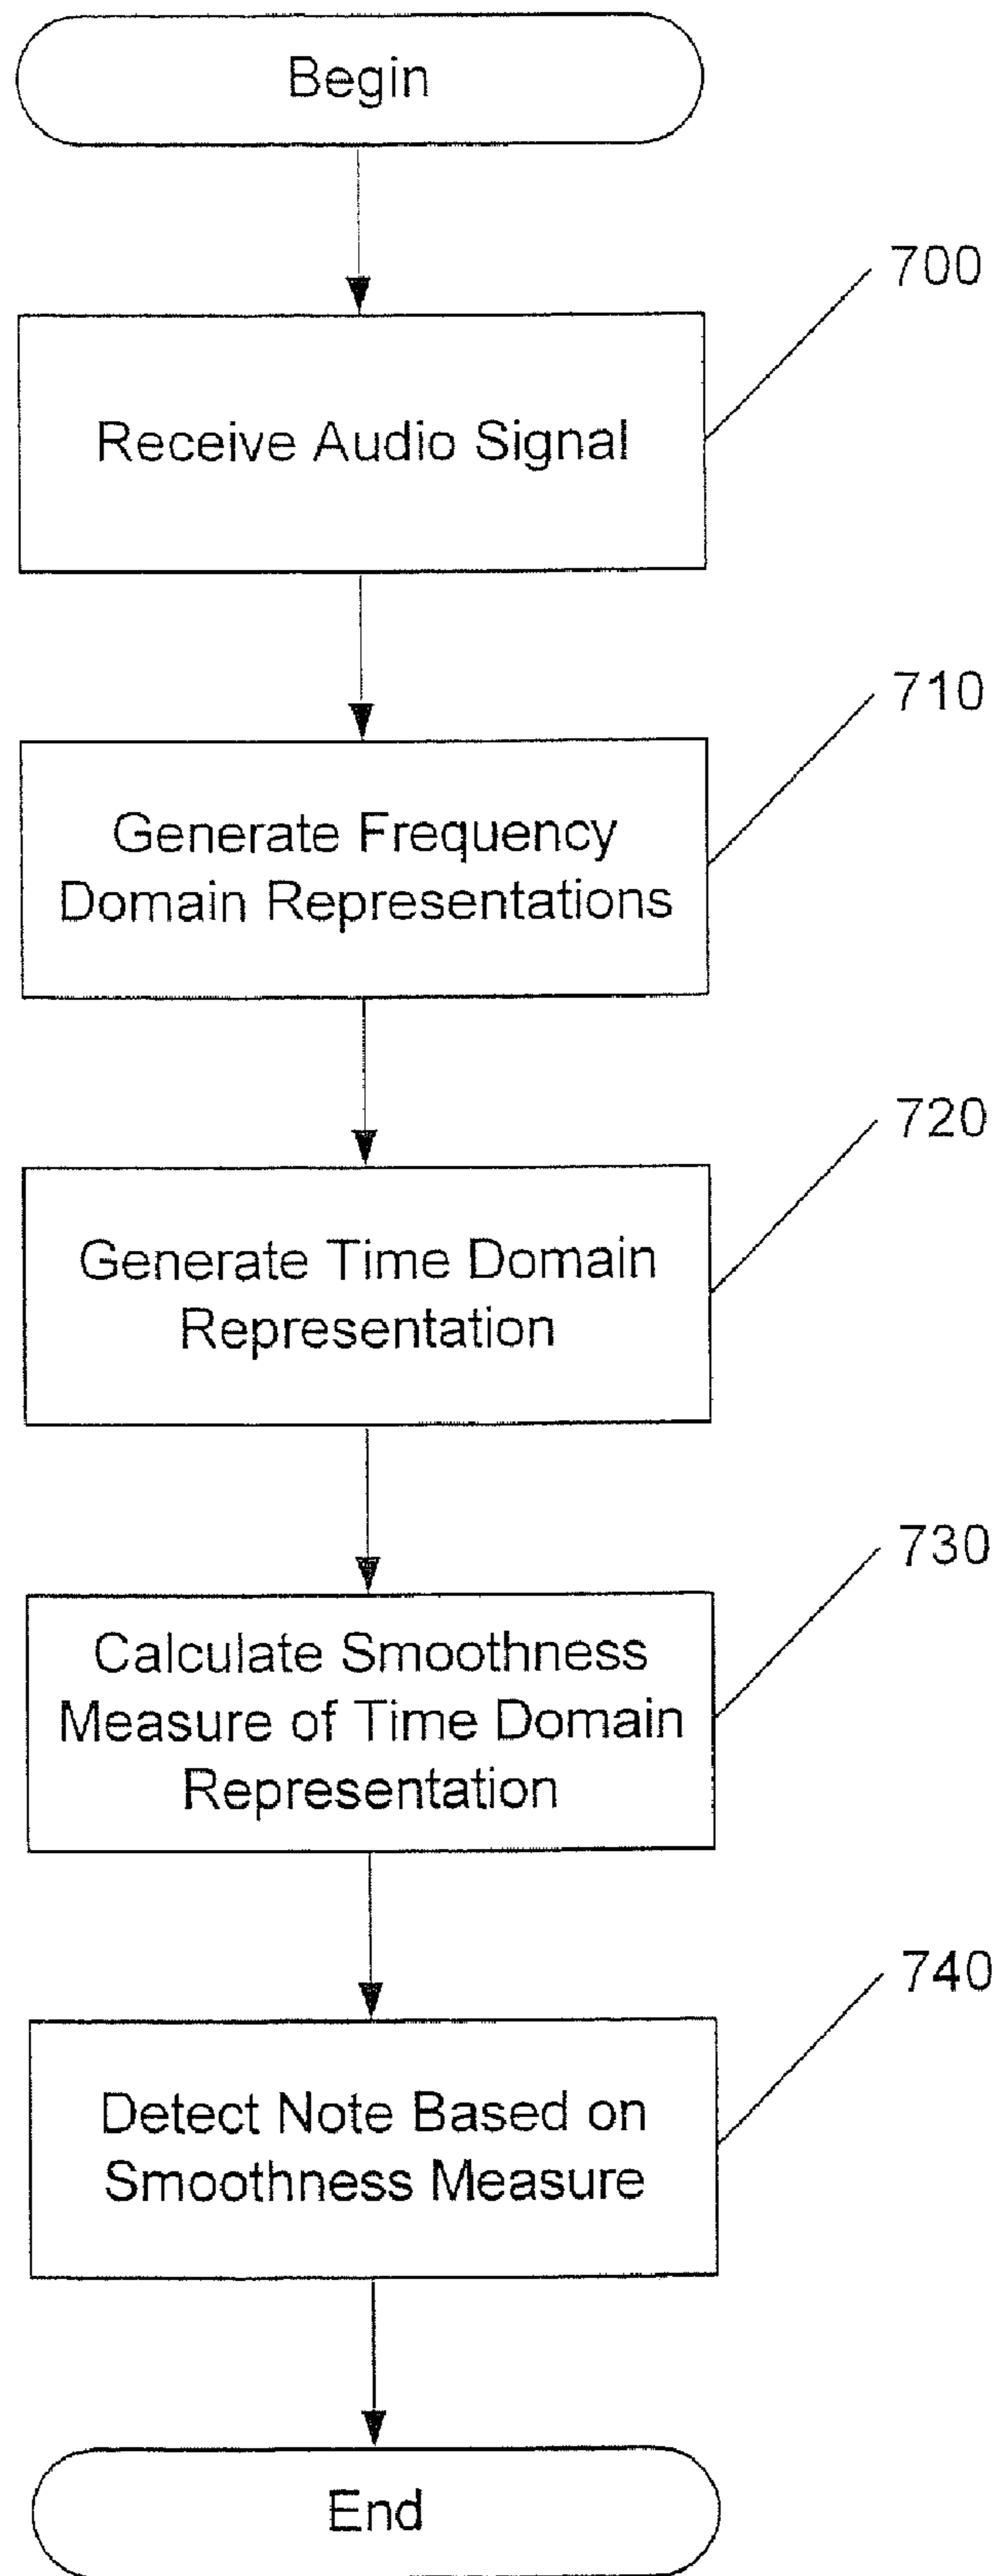 Begin
700
Receive Audio Signal
710
Generate Frequency
Domain Representations
720
Generate Time Domain
Representation
730
Calculate Smoothness
Measure of Time Domain
Representation
740
Detect Note Based on
Smoothness Measure
End